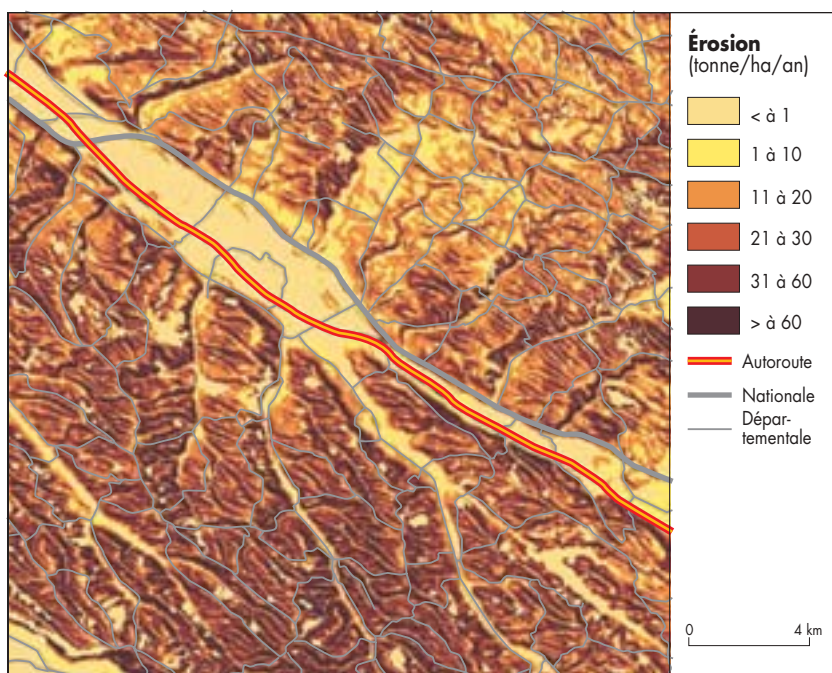 Érosion
(tonne/ha/an)
< à 1
1 à 10
11 à 20
21 à 30
31 à 60
> à 60
Autoroute
Nationale
Dépar-
tementale
0 4 km